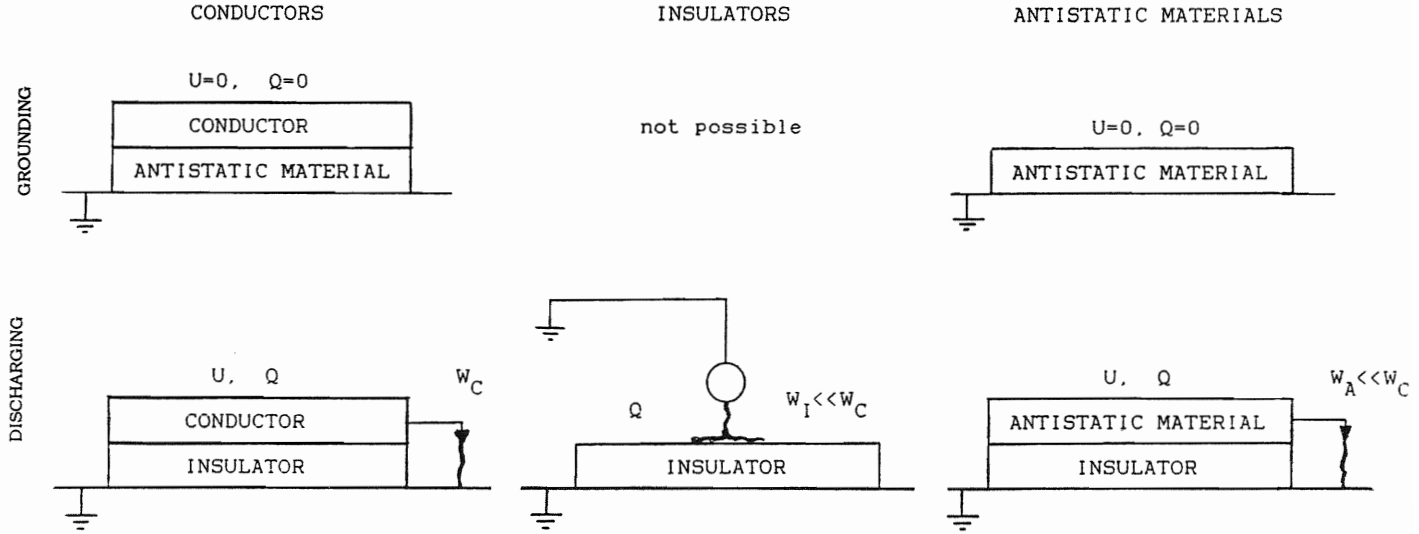 CONDUCTORS
INSULATORS
ANTISTATIC MATERIALS
GROUNDING
U=0, Q=0
CONDUCTOR
ANTISTATIC MATERIAL
not possible
U=0, Q=0
ANTISTATIC MATERIAL
DISCHARGING
U, Q
W_C
CONDUCTOR
INSULATOR
Q
W_I<<W_C
INSULATOR
U, Q
W_A<<W_C
ANTISTATIC MATERIAL
INSULATOR